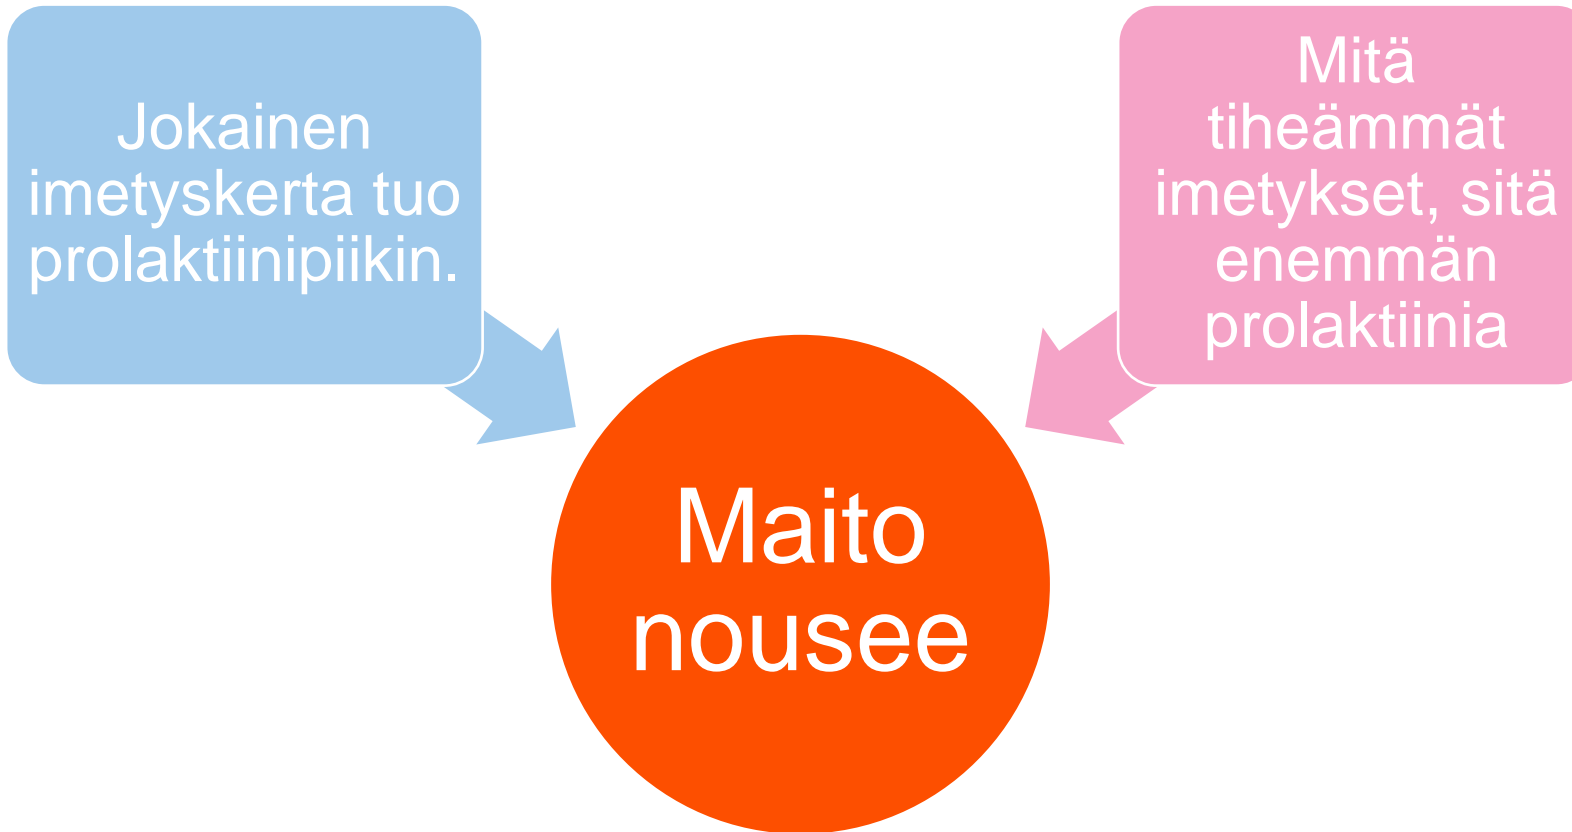 Jokainen
imetyskerta tuo
prolaktiinipiikin.
Mitä
tiheämmät
imetykset, sitä
enemmän
prolaktiinia
Maito
nousee